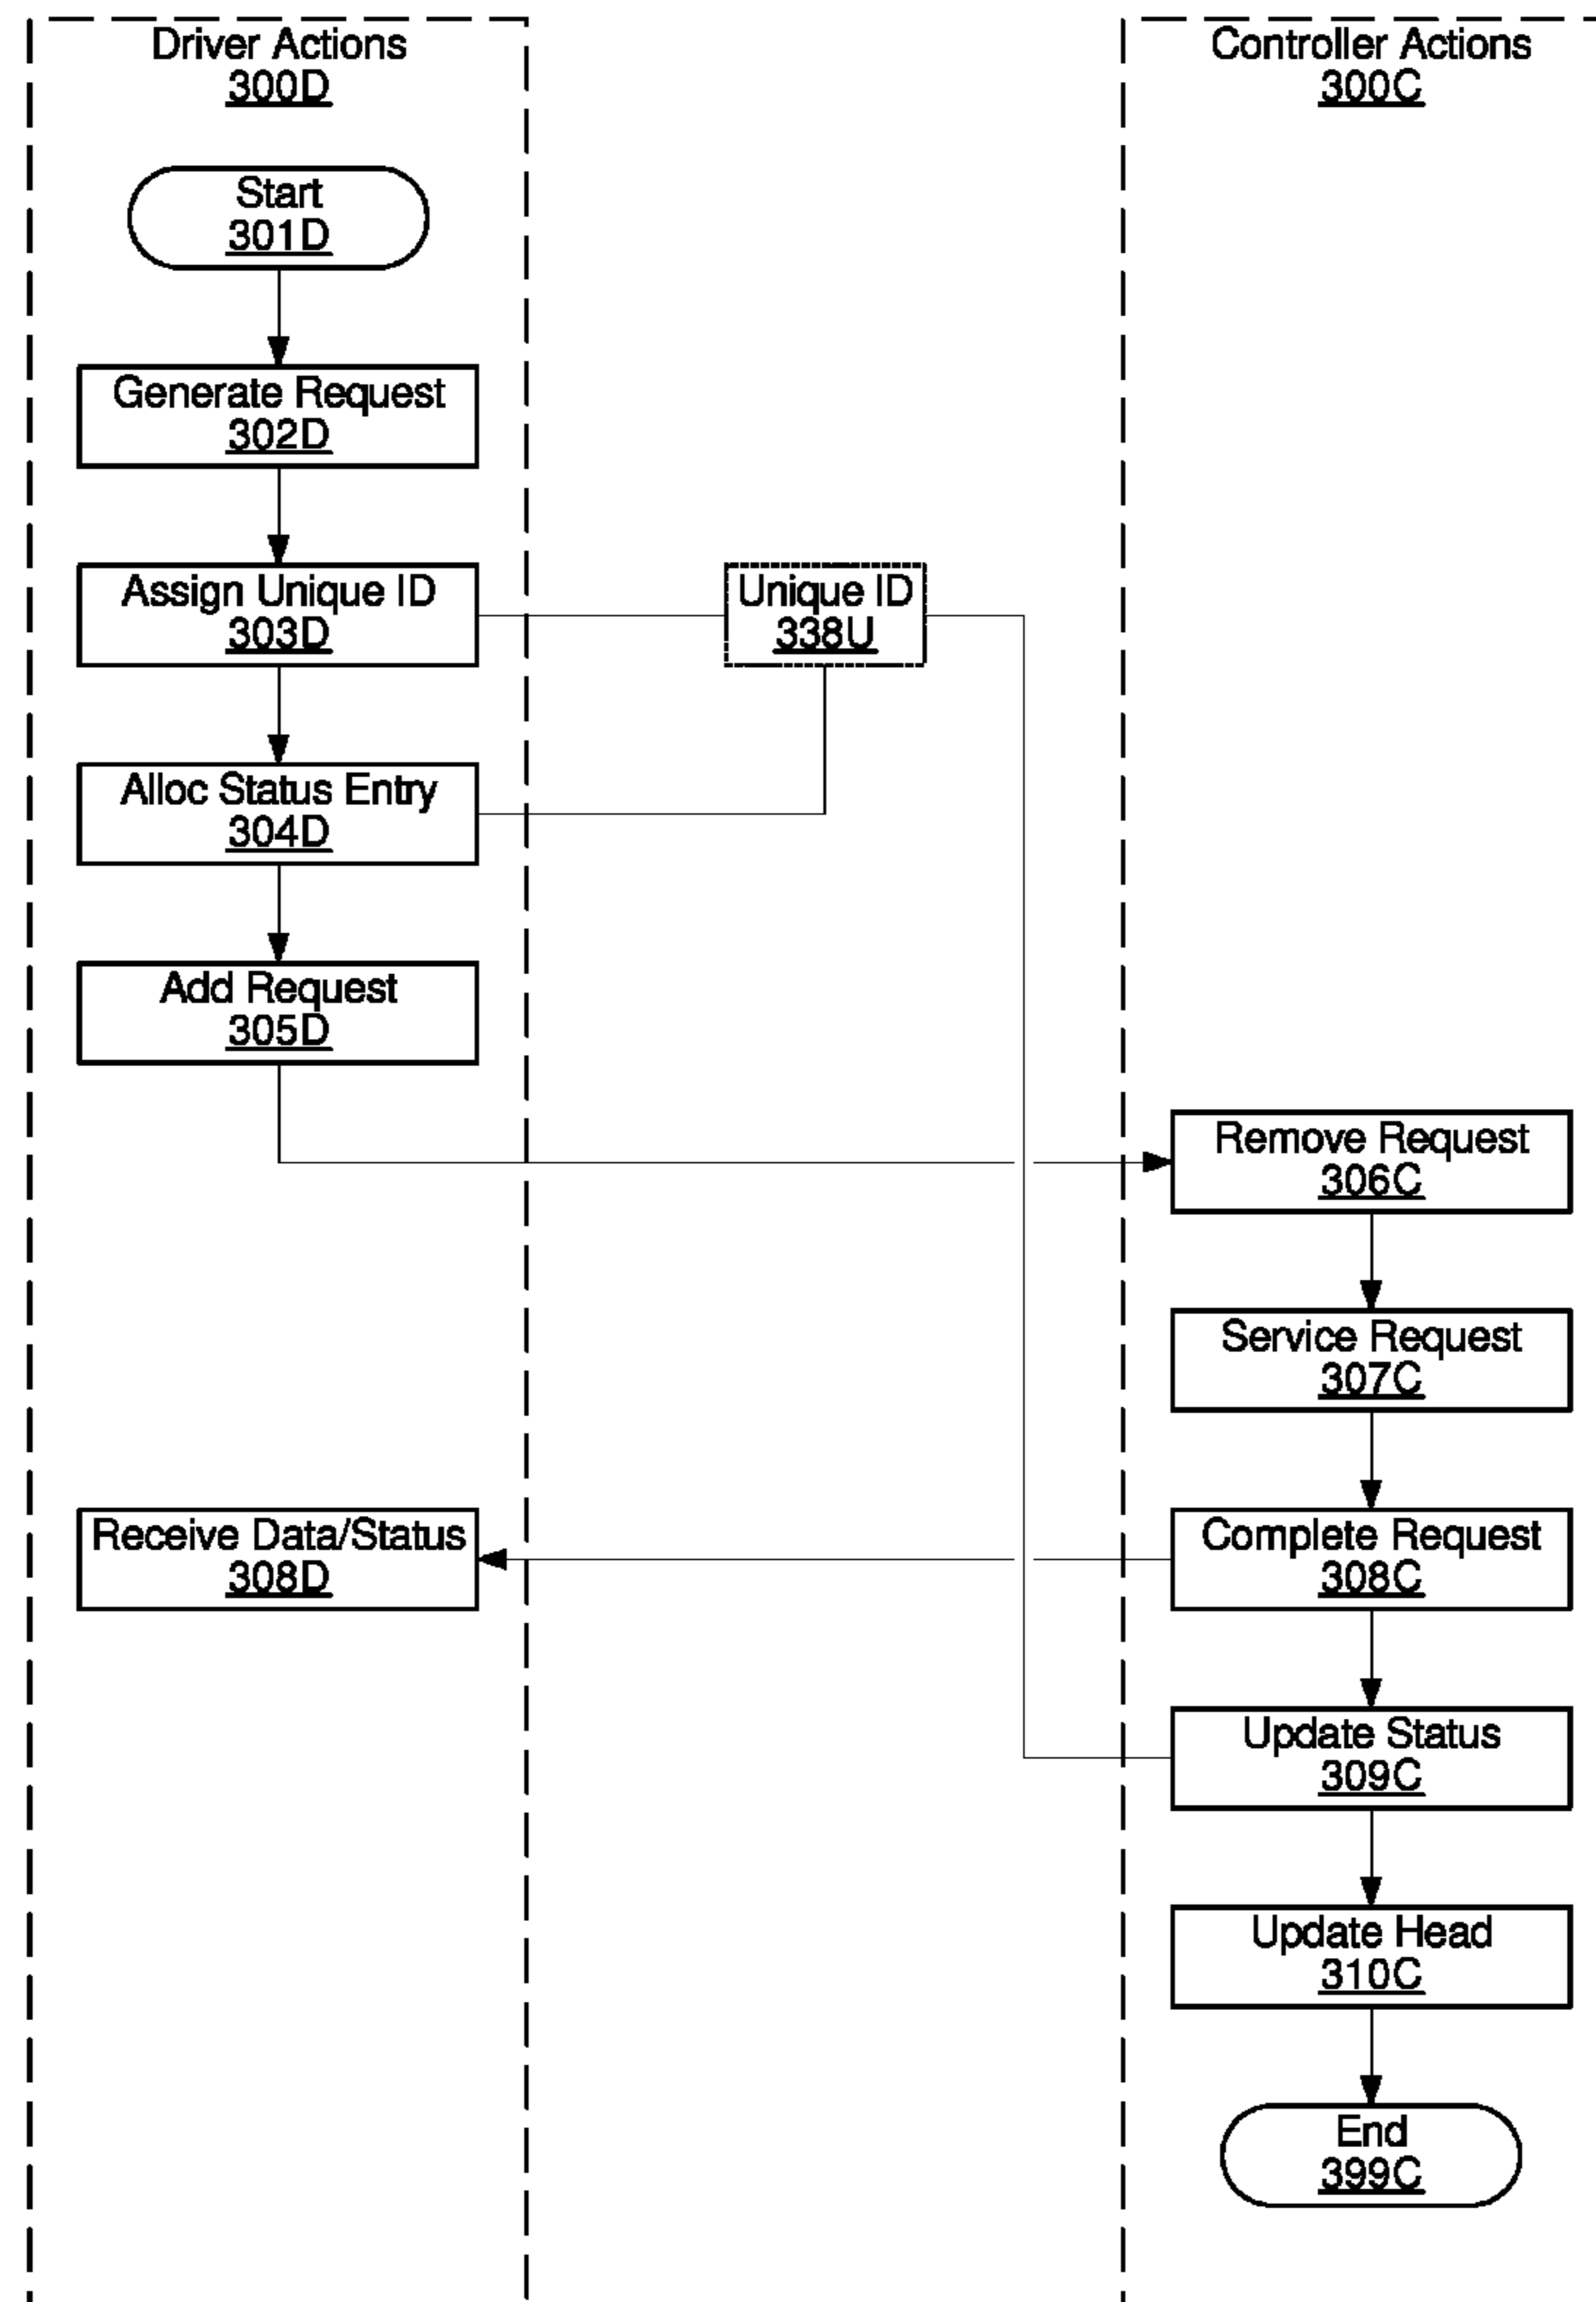 Driver Actions
300D
Controller Actions
300C
Start
301D
Generate Request
302D
Assign Unique ID
303D
Unique ID
338U
Alloc Status Entry
304D
Add Request
305D
Remove Request
306C
Service Request
307C
Receive Data/Status
308D
Complete Request
308C
Update Status
309C
Update Head
310C
End
399C